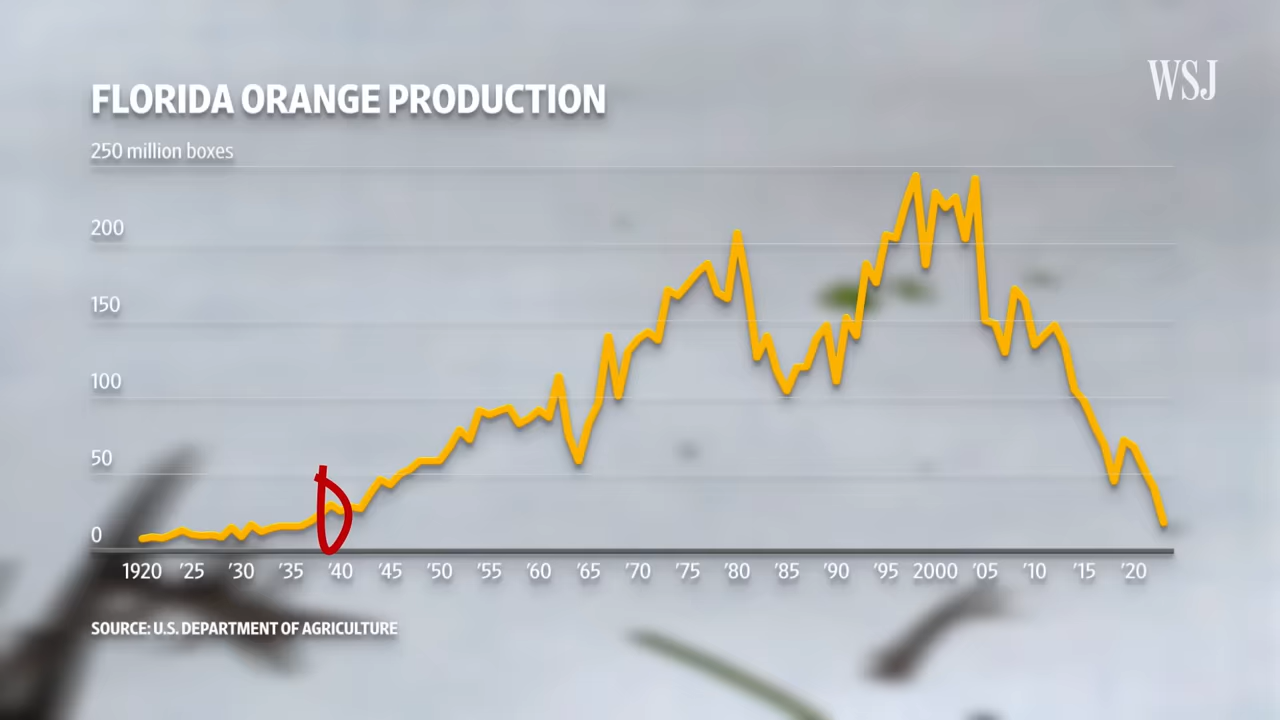 WSJ
FLORIDA ORANGE PRODUCTION
250 million boxes
200
150
100
50
0
1920 '25 '30 '35 '40 '45 '50 '55 '60 '65 '70 '75 '80 '85 '90 '95 2000 '05 '10 '15 '20
SOURCE: U.S. DEPARTMENT OF AGRICULTURE